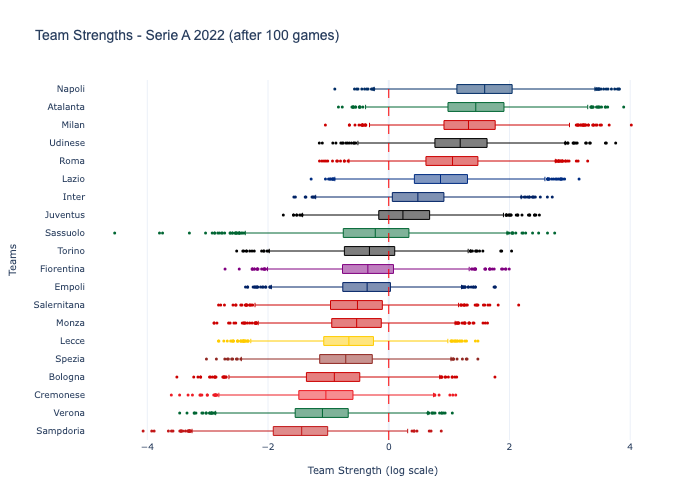 Team Strengths - Serie A 2022 (after 100 games)
Napoli
Atalanta
Milan
Udinese
Roma
Lazio
Inter
Juventus
Sassuolo
Torino
Fiorentina
Empoli
Salernitana
Monza
Lecce
Spezia
Bologna
Cremonese
Verona
Sampdoria
Teams
−4 −2 0 2 4
Team Strength (log scale)